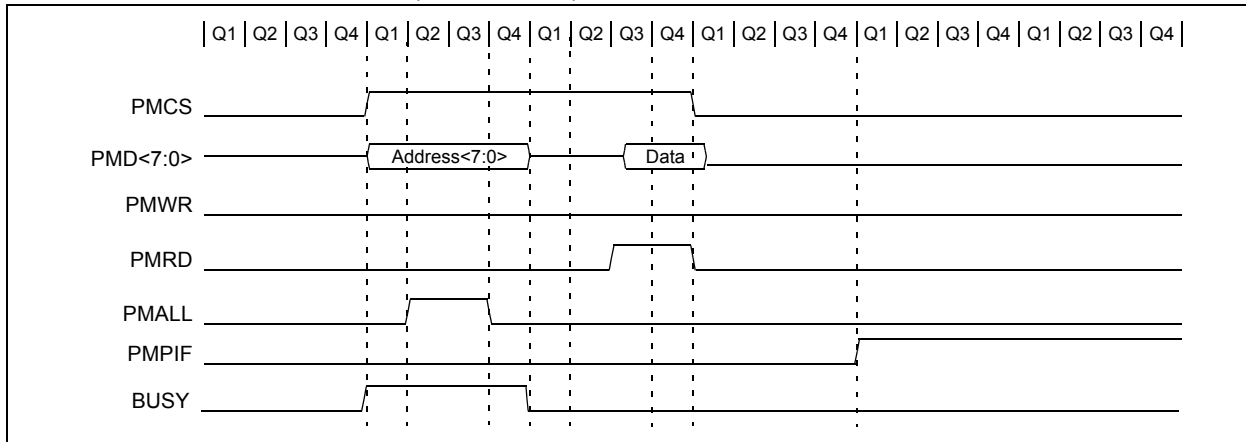 Q1 Q2 Q3 Q4 Q1 Q2 Q3 Q4 Q1 Q2 Q3 Q4 Q1 Q2 Q3 Q4 Q1 Q2 Q3 Q4 Q1 Q2 Q3 Q4
PMCS
PMD<7:0> Address<7:0> Data
PMWR
PMRD
PMALL
PMPIF
BUSY